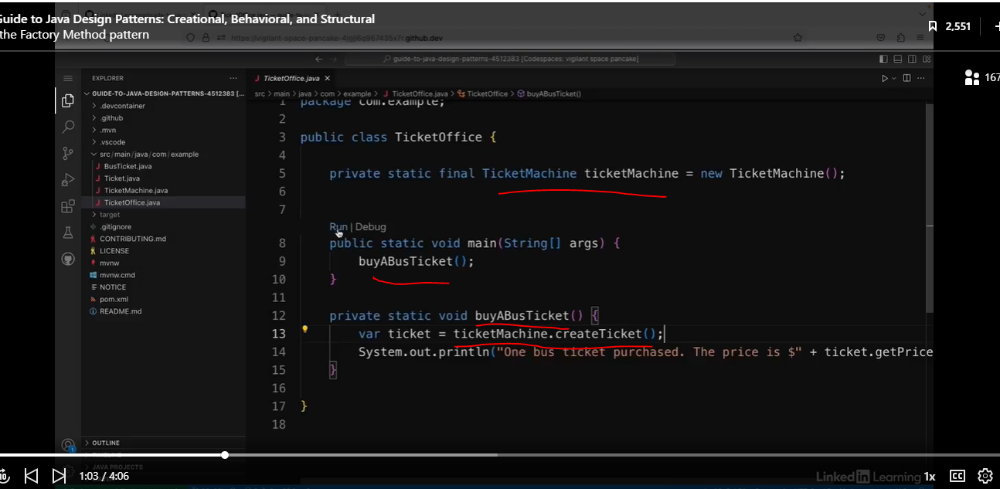 Guide to Java Design Patterns: Creational, Behavioral, and Structural
the Factory Method pattern
2,551
https://vigilant-space-pancake-4jgjj6q967435x7r.github.dev
guide-to-java-design-patterns-4512383 [Codespaces: vigilant space pancake]
167
EXPLORER
GUIDE-TO-JAVA-DESIGN-PATTERNS-4512383 [...
.devcontainer
.github
.mvn
.vscode
src/main/java/com/example
BusTicket.java
Ticket.java
TicketMachine.java
TicketOffice.java
target
.gitignore
CONTRIBUTING.md
LICENSE
mvnw
mvnw.cmd
NOTICE
pom.xml
README.md
OUTLINE
TIMELINE
JAVA PROJECTS
TicketOffice.java
src > main > java > com > example > TicketOffice.java > TicketOffice > buyABusTicket()
1 package com.example;
2
3 public class TicketOffice {
4
5 private static final TicketMachine ticketMachine = new TicketMachine();
6
7
Run | Debug
8 public static void main(String[] args) {
9 buyABusTicket();
10 }
11
12 private static void buyABusTicket() {
13 var ticket = ticketMachine.createTicket();
14 System.out.println("One bus ticket purchased. The price is $" + ticket.getPrice
15 }
16
17 }
18
1
10
1:03 / 4:06
LinkedIn Learning
1x
CC